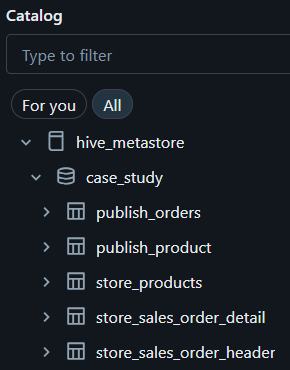 Catalog
Type to filter
For you All
hive_metastore
case_study
publish_orders
publish_product
store_products
store_sales_order_detail
store_sales_order_header